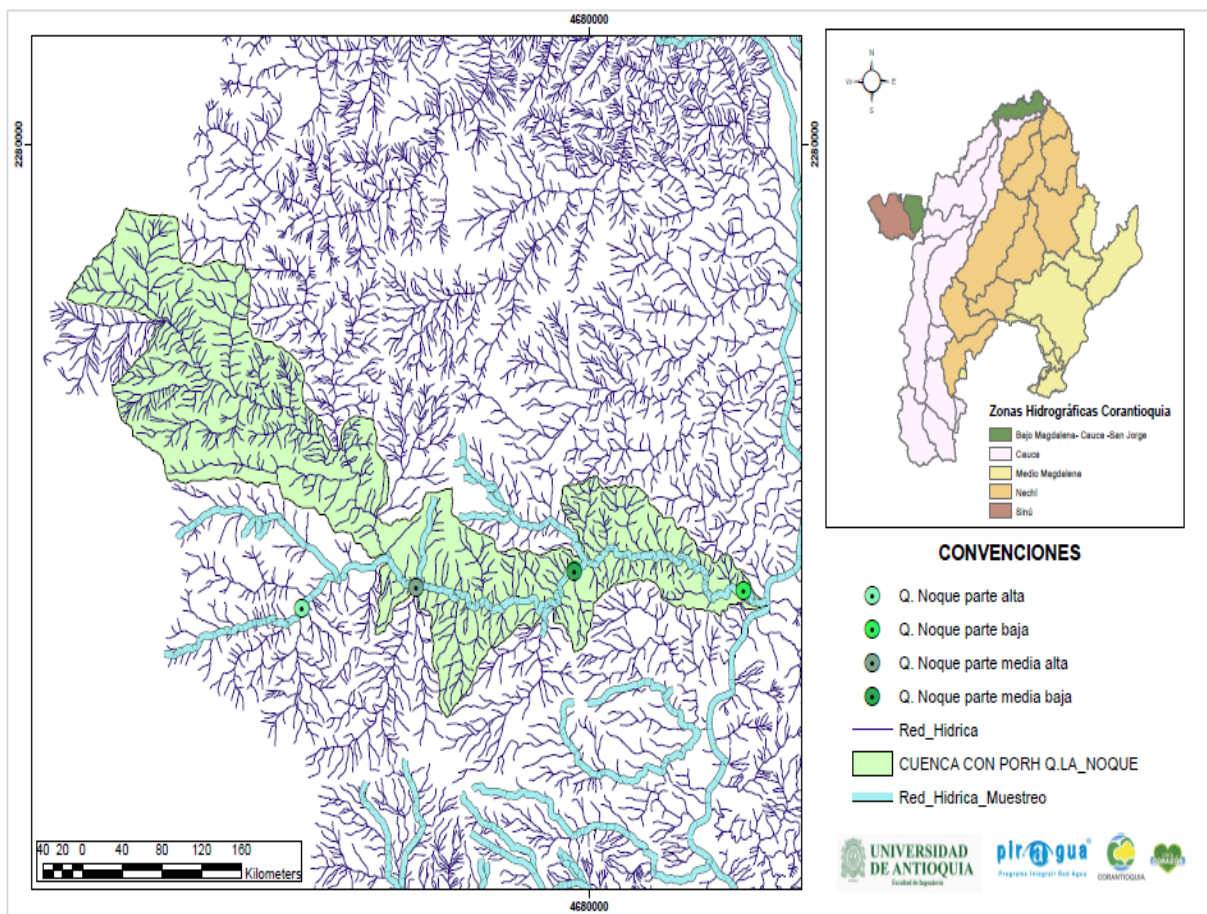 4680000
2280000
2280000
N
W
E
S
Zonas Hidrográficas Corantioquia
Bajo Magdalena- Cauca -San Jorge
Cauca
Medio Magdalena
Nechí
Sinú
CONVENCIONES
Q. Noque parte alta
Q. Noque parte baja
Q. Noque parte media alta
Q. Noque parte media baja
Red_Hidrica
CUENCA CON PORH Q.LA_NOQUE
Red_Hidrica_Muestreo
40 20 0 40 80 120 160
Kilometers
UNIVERSIDAD
DE ANTIOQUIA
Facultad de Ingeniería
piragua
Programa Integral Red Agua
CORANTIOQUIA
CORAZÓN
4680000